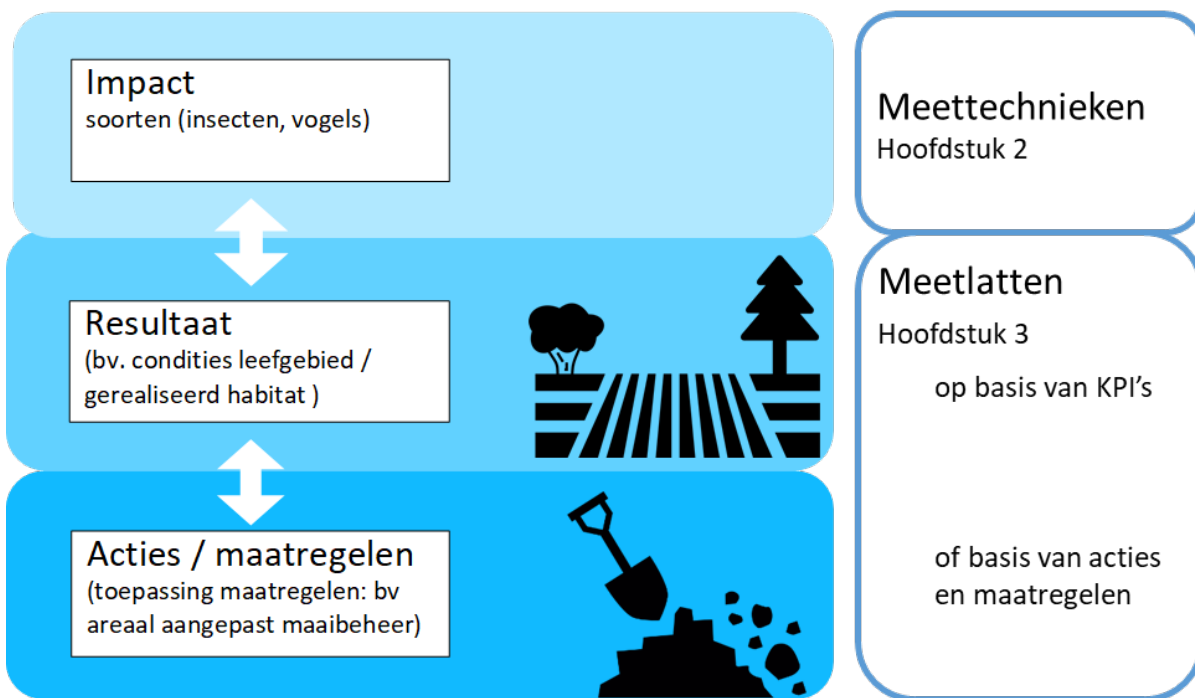 Impact
soorten (insecten, vogels)
Meettechnieken
Hoofdstuk 2
Resultaat
(bv. condities leefgebied /
gerealiseerd habitat )
Meetlatten
Hoofdstuk 3
op basis van KPI’s
Acties / maatregelen
(toepassing maatregelen: bv
areaal aangepast maaibeheer)
of basis van acties
en maatregelen